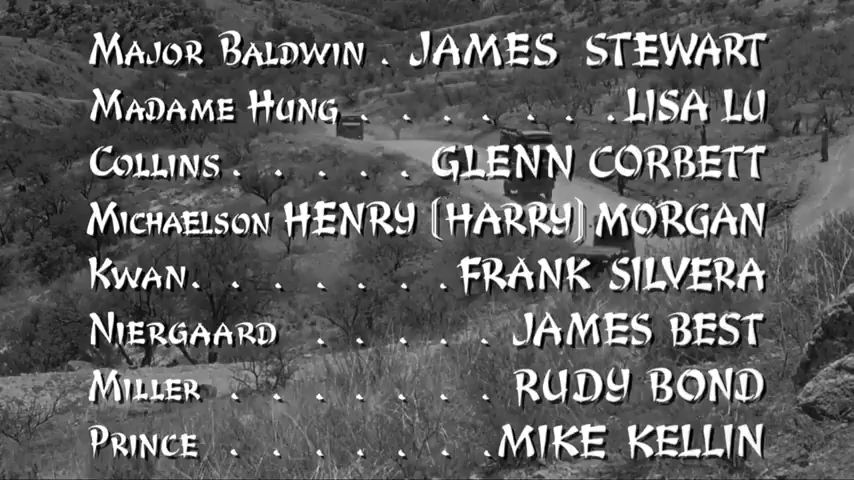 Major Baldwin . JAMES STEWART
Madame Hung . . . . . . . LISA LU
Collins . . . . . GLENN CORBETT
Michaelson HENRY (HARRY) MORGAN
Kwan . . . . . . . FRANK SILVERA
Niergaard . . . . . JAMES BEST
Miller . . . . . . . RUDY BOND
Prince . . . . . . . MIKE KELLIN